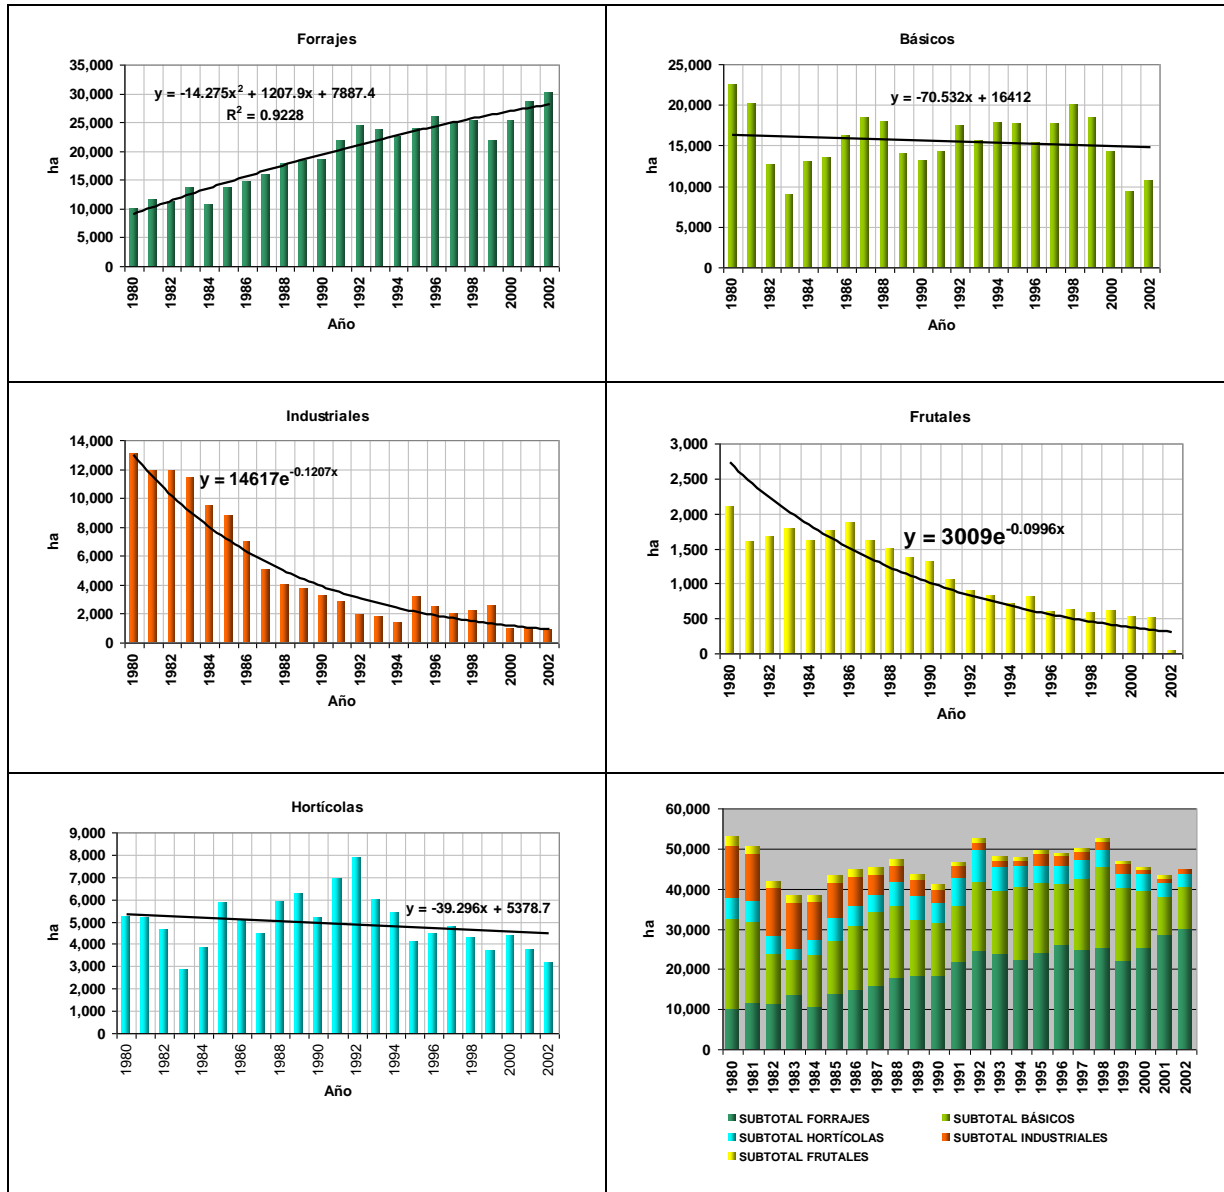 Forrajes
35,000
30,000
25,000
20,000
15,000
10,000
5,000
0
ha
y = -14.275x² + 1207.9x + 7887.4
R² = 0.9228
1980 1982 1984 1986 1988 1990 1992 1994 1996 1998 2000 2002
Año
Básicos
25,000
20,000
15,000
10,000
5,000
0
ha
y = -70.532x + 16412
1980 1982 1984 1986 1988 1990 1992 1994 1996 1998 2000 2002
Año
Industriales
14,000
12,000
10,000
8,000
6,000
4,000
2,000
0
ha
y = 14617e^-0.1207x
1980 1982 1984 1986 1988 1990 1992 1994 1996 1998 2000 2002
Año
Frutales
3,000
2,500
2,000
1,500
1,000
500
0
ha
y = 3009e^-0.0996x
1980 1982 1984 1986 1988 1990 1992 1994 1996 1998 2000 2002
Año
Hortícolas
9,000
8,000
7,000
6,000
5,000
4,000
3,000
2,000
1,000
0
ha
y = -39.296x + 5378.7
1980 1982 1984 1986 1988 1990 1992 1994 1996 1998 2000 2002
Año
60,000
50,000
40,000
30,000
20,000
10,000
0
ha
1980 1981 1982 1983 1984 1985 1986 1987 1988 1989 1990 1991 1992 1993 1994 1995 1996 1997 1998 1999 2000 2001 2002
SUBTOTAL FORRAJES SUBTOTAL BÁSICOS
SUBTOTAL HORTÍCOLAS SUBTOTAL INDUSTRIALES
SUBTOTAL FRUTALES